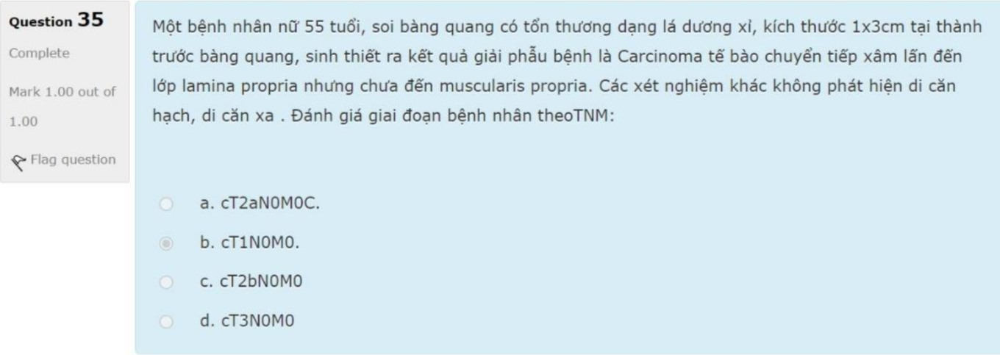 Question 35
Complete
Mark 1.00 out of
1.00
Flag question
Một bệnh nhân nữ 55 tuổi, soi bàng quang có tổn thương dạng lá dương xỉ, kích thước 1x3cm tại thành
trước bàng quang, sinh thiết ra kết quả giải phẫu bệnh là Carcinoma tế bào chuyển tiếp xâm lấn đến
lớp lamina propria nhưng chưa đến muscularis propria. Các xét nghiệm khác không phát hiện di căn
hạch, di căn xa . Đánh giá giai đoạn bệnh nhân theoTNM:
a. cT2aN0M0C.
b. cT1N0M0.
c. cT2bN0M0
d. cT3N0M0